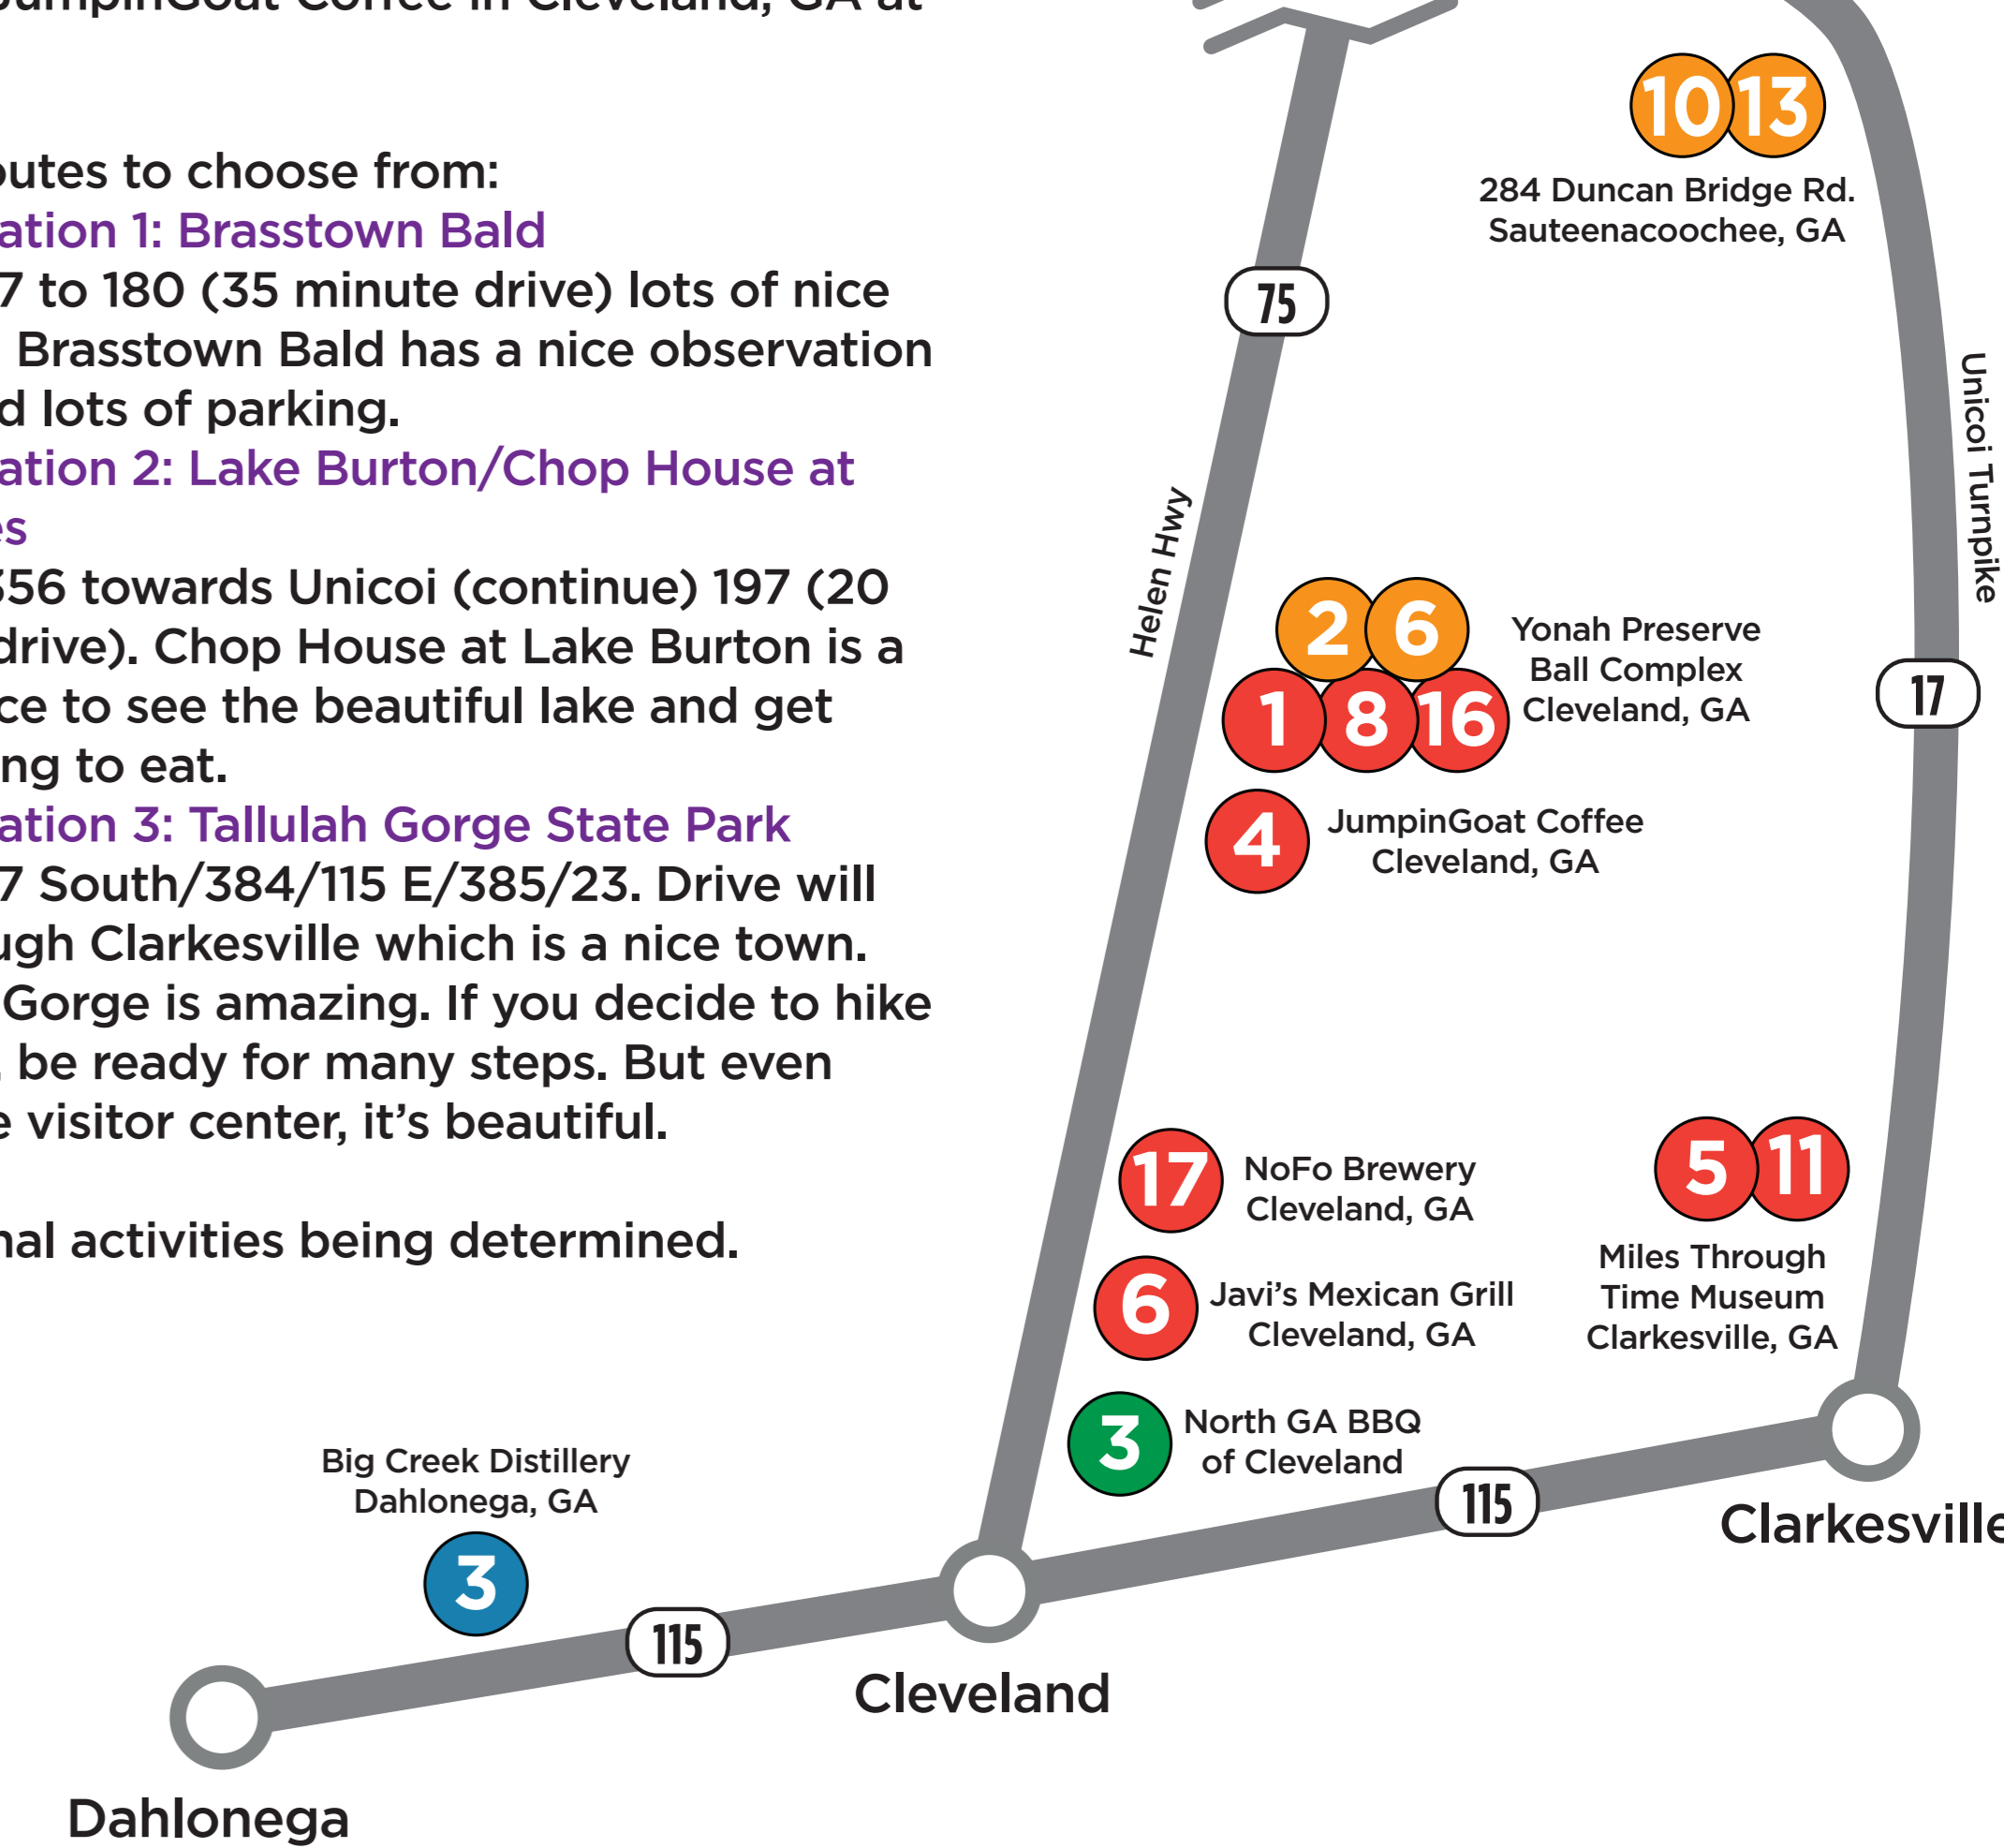 JumpinGoat Coffee in Cleveland, GA at
outes to choose from:
ation 1: Brasstown Bald
7 to 180 (35 minute drive) lots of nice
Brasstown Bald has a nice observation
d lots of parking.
ation 2: Lake Burton/Chop House at
es
356 towards Unicoi (continue) 197 (20
drive). Chop House at Lake Burton is a
ce to see the beautiful lake and get
ng to eat.
ation 3: Tallulah Gorge State Park
7 South/384/115 E/385/23. Drive will
ugh Clarkesville which is a nice town.
Gorge is amazing. If you decide to hike
, be ready for many steps. But even
e visitor center, it's beautiful.
nal activities being determined.
10 13
284 Duncan Bridge Rd.
Sauteenacoochee, GA
75
Helen Hwy
Unicoi Turnpike
17
2 6
1 8 16
Yonah Preserve
Ball Complex
Cleveland, GA
4
JumpinGoat Coffee
Cleveland, GA
17
NoFo Brewery
Cleveland, GA
5 11
Miles Through
Time Museum
Clarkesville, GA
6
Javi's Mexican Grill
Cleveland, GA
3
North GA BBQ
of Cleveland
115
Clarkesville
Big Creek Distillery
Dahlonega, GA
3
115
Cleveland
Dahlonega